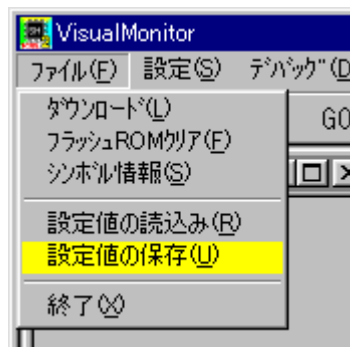 VisualMonitor
ﾌｧｲﾙ(F) 設定(S) ﾃﾞﾊﾞｯｸﾞ(D
ﾀﾞｳﾝﾛｰﾄﾞ(L)
GO
ﾌﾗｯｼｭROMｸﾘｱ(F)
ｼﾝﾎﾞﾙ情報(S)
設定値の読込み(R)
設定値の保存(U)
終了(X)